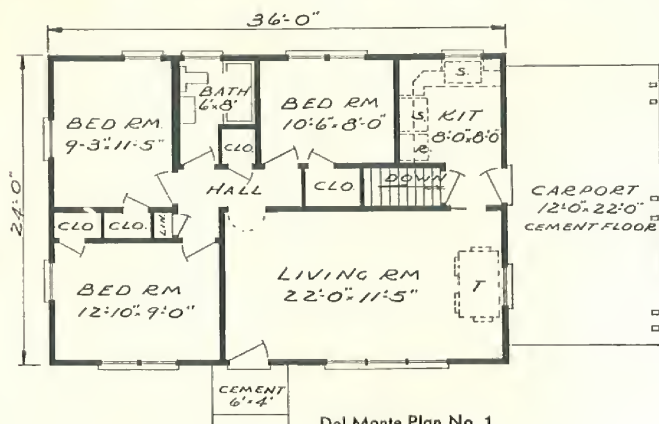 36'-0"
24'-0"
BED RM.
9'-3"x11'-5"
BATH
6'x8'
CLO.
BED RM
10'-6"x8'-0"
S.
S.
R.
KIT
8'-0"x8'-0"
HALL
CLO.
DOWN
CARPORT
12'-0"x22'-0"
CEMENT FLOOR
CLO
CLO.
LIN.
BED RM
12'-10"x9'-0"
LIVING RM
22'-0"x11'-5"
T
CEMENT
6'x4'
Del Monte Plan No. 1